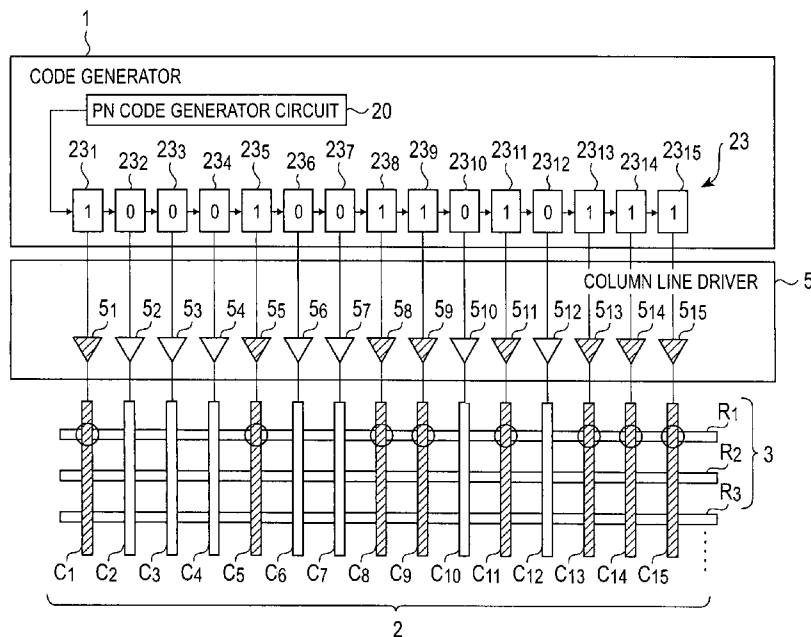 1
CODE GENERATOR
PN CODE GENERATOR CIRCUIT 20
23₁ 23₂ 23₃ 23₄ 23₅ 23₆ 23₇ 23₈ 23₉ 23₁₀ 23₁₁ 23₁₂ 23₁₃ 23₁₄ 23₁₅ 23
1 0 0 0 1 0 0 1 1 0 1 0 1 1 1
COLUMN LINE DRIVER 5
5₁ 5₂ 5₃ 5₄ 5₅ 5₆ 5₇ 5₈ 5₉ 5₁₀ 5₁₁ 5₁₂ 5₁₃ 5₁₄ 5₁₅
R₁
R₂ 3
R₃
C₁ C₂ C₃ C₄ C₅ C₆ C₇ C₈ C₉ C₁₀ C₁₁ C₁₂ C₁₃ C₁₄ C₁₅
2